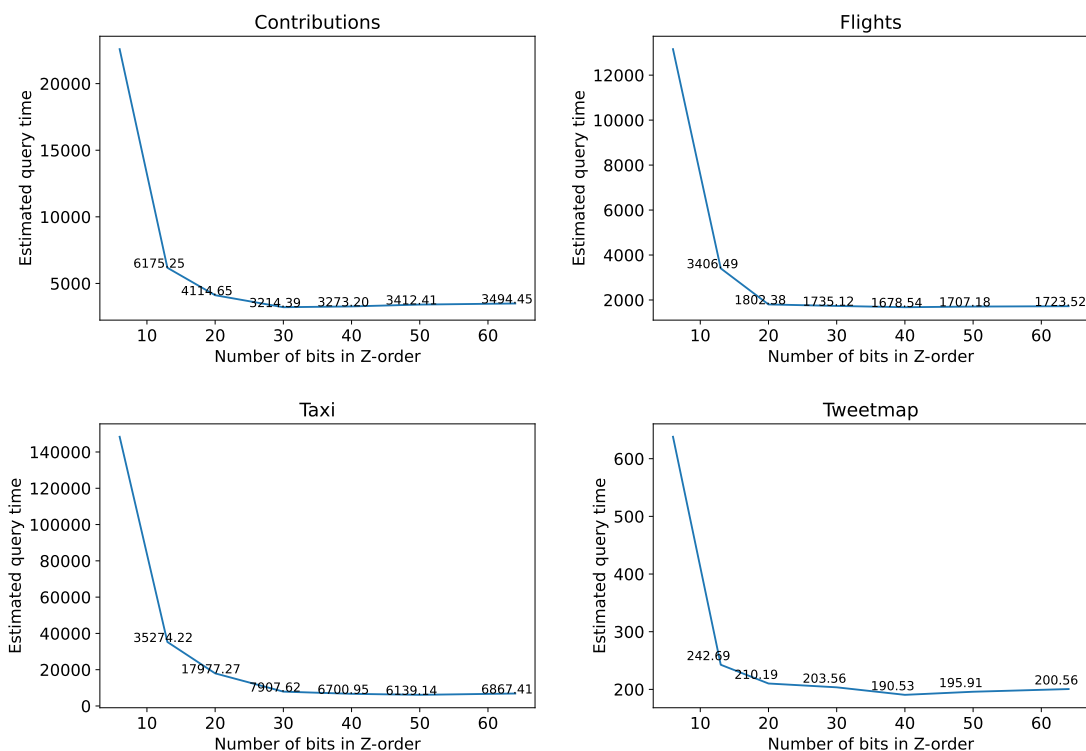 Contributions
Estimated query time
20000
15000
10000
5000
6175.25
4114.65
3214.39
3273.20
3412.41
3494.45
10 20 30 40 50 60
Number of bits in Z-order
Flights
Estimated query time
12000
10000
8000
6000
4000
2000
3406.49
1802.38
1735.12
1678.54
1707.18
1723.52
10 20 30 40 50 60
Number of bits in Z-order
Taxi
Estimated query time
140000
120000
100000
80000
60000
40000
20000
0
35274.22
17977.27
7907.62
6700.95
6139.14
6867.41
10 20 30 40 50 60
Number of bits in Z-order
Tweetmap
Estimated query time
600
500
400
300
200
242.69
210.19
203.56
190.53
195.91
200.56
10 20 30 40 50 60
Number of bits in Z-order